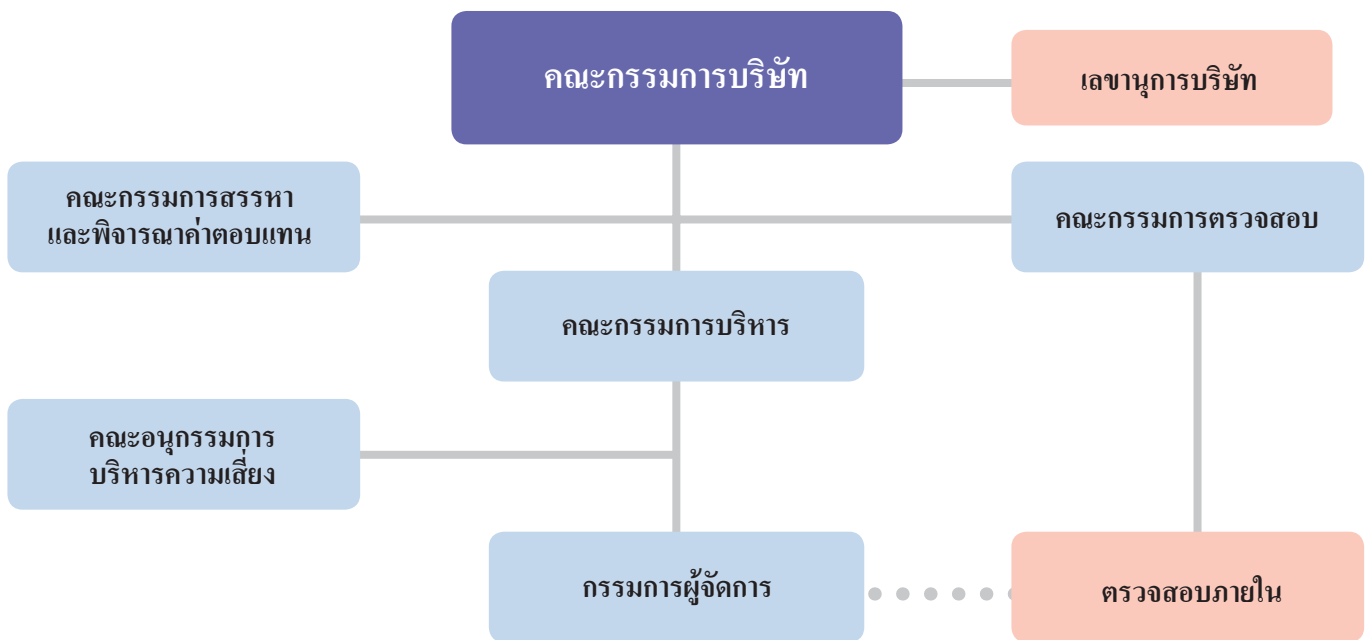 คณะกรรมการบริษัท
เลขานุการบริษัท
คณะกรรมการสรรหา
และพิจารณาค่าตอบแทน
คณะกรรมการตรวจสอบ
คณะกรรมการบริหาร
คณะอนุกรรมการ
บริหารความเสี่ยง
กรรมการผู้จัดการ
ตรวจสอบภายใน